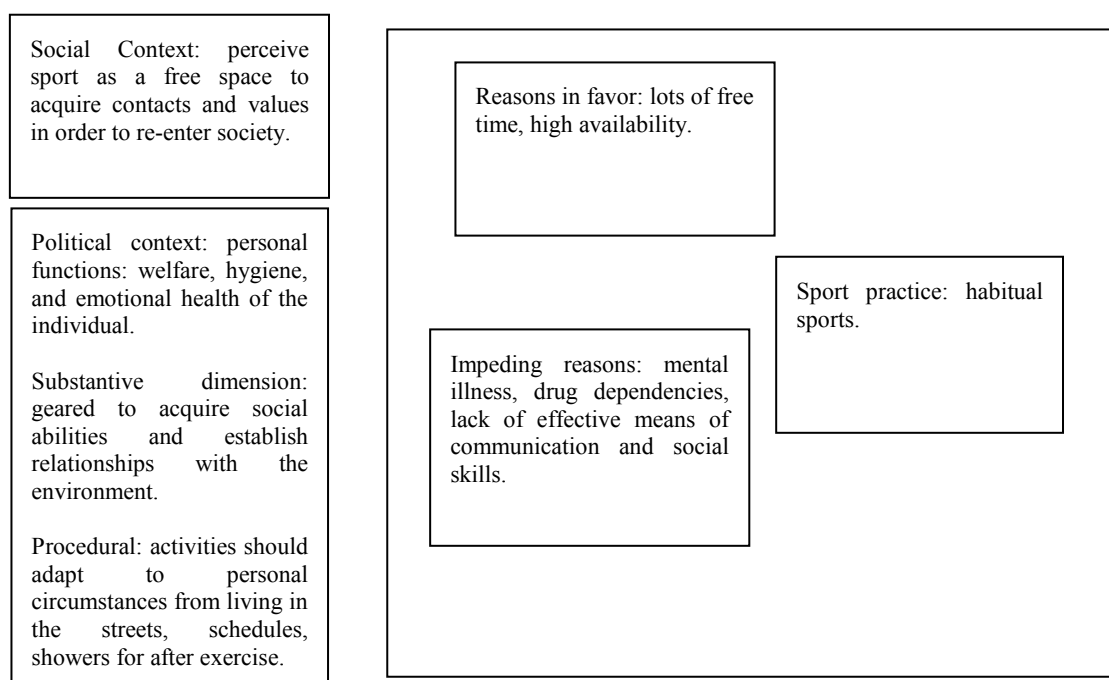 Social Context: perceive
sport as a free space to
acquire contacts and values
in order to re-enter society.
Political context: personal
functions: welfare, hygiene,
and emotional health of the
individual.
Substantive dimension:
geared to acquire social
abilities and establish
relationships with the
environment.
Procedural: activities should
adapt to personal
circumstances from living in
the streets, schedules,
showers for after exercise.
Reasons in favor: lots of free
time, high availability.
Impeding reasons: mental
illness, drug dependencies,
lack of effective means of
communication and social
skills.
Sport practice: habitual
sports.